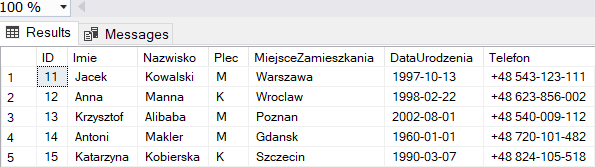 100 %
Results Messages
ID Imie Nazwisko Plec MiejsceZamieszkania DataUrodzenia Telefon
1 11 Jacek Kowalski M Warszawa 1997-10-13 +48 543-123-111
2 12 Anna Manna K Wroclaw 1998-02-22 +48 623-856-002
3 13 Krzysztof Alibaba M Poznan 2002-08-01 +48 540-009-112
4 14 Antoni Makler M Gdansk 1960-01-01 +48 720-101-482
5 15 Katarzyna Kobierska K Szczecin 1990-03-07 +48 824-105-518